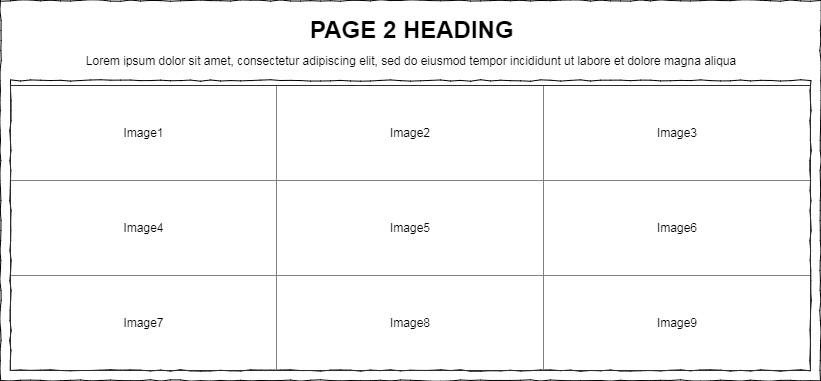 PAGE 2 HEADING
Lorem ipsum dolor sit amet, consectetur adipiscing elit, sed do eiusmod tempor incididunt ut labore et dolore magna aliqua
Image1
Image2
Image3
Image4
Image5
Image6
Image7
Image8
Image9